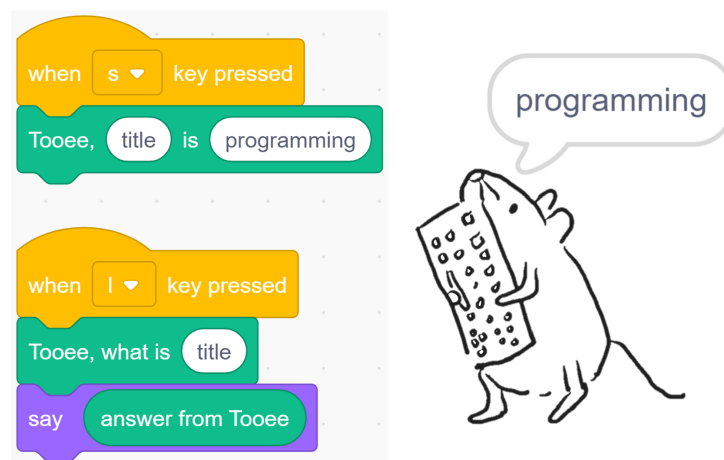 when s key pressed
Tooee, title is programming
when l key pressed
Tooee, what is title
say answer from Tooee
programming